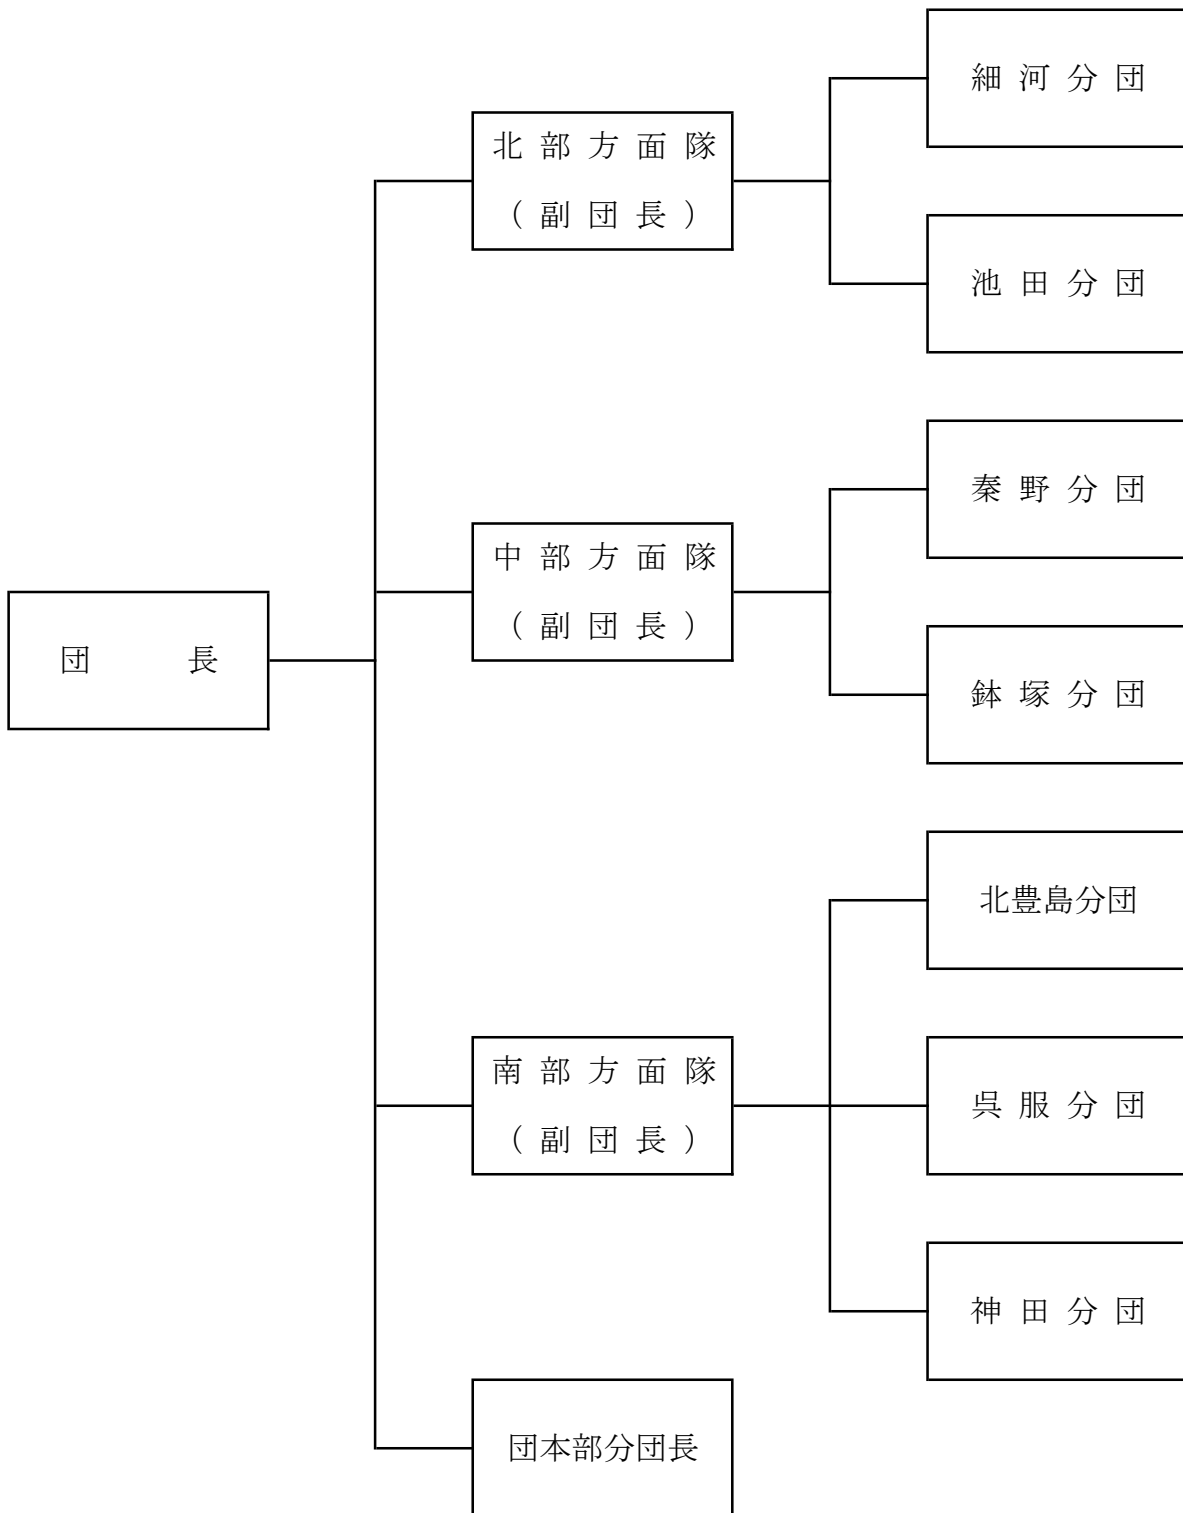 団長
北部方面隊
(副団長)
細河分団
池田分団
中部方面隊
(副団長)
秦野分団
鉢塚分団
南部方面隊
(副団長)
北豊島分団
呉服分団
神田分団
団本部分団長